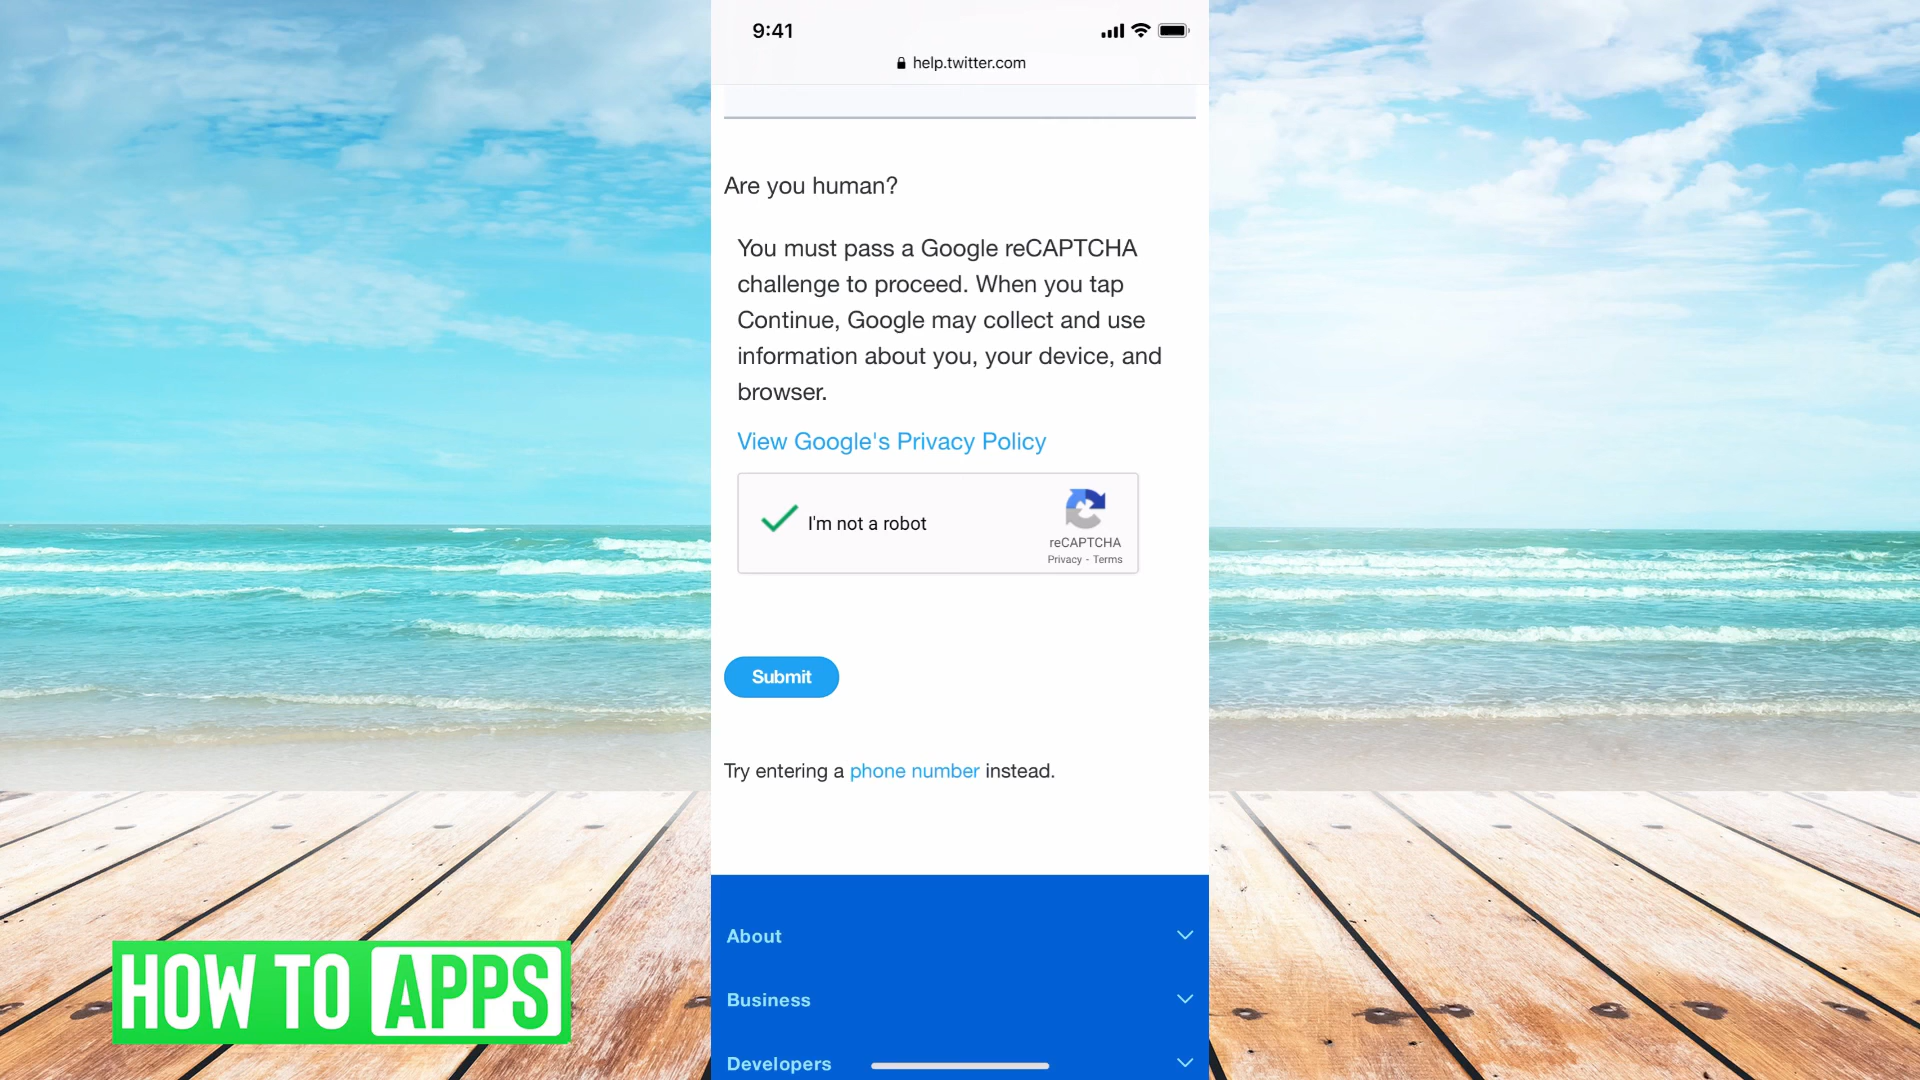 9:41
help.twitter.com
Are you human?
You must pass a Google reCAPTCHA
challenge to proceed. When you tap
Continue, Google may collect and use
information about you, your device, and
browser.
View Google's Privacy Policy
I'm not a robot
reCAPTCHA
Privacy - Terms
Submit
Try entering a phone number instead.
About
Business
Developers
HOW TO APPS